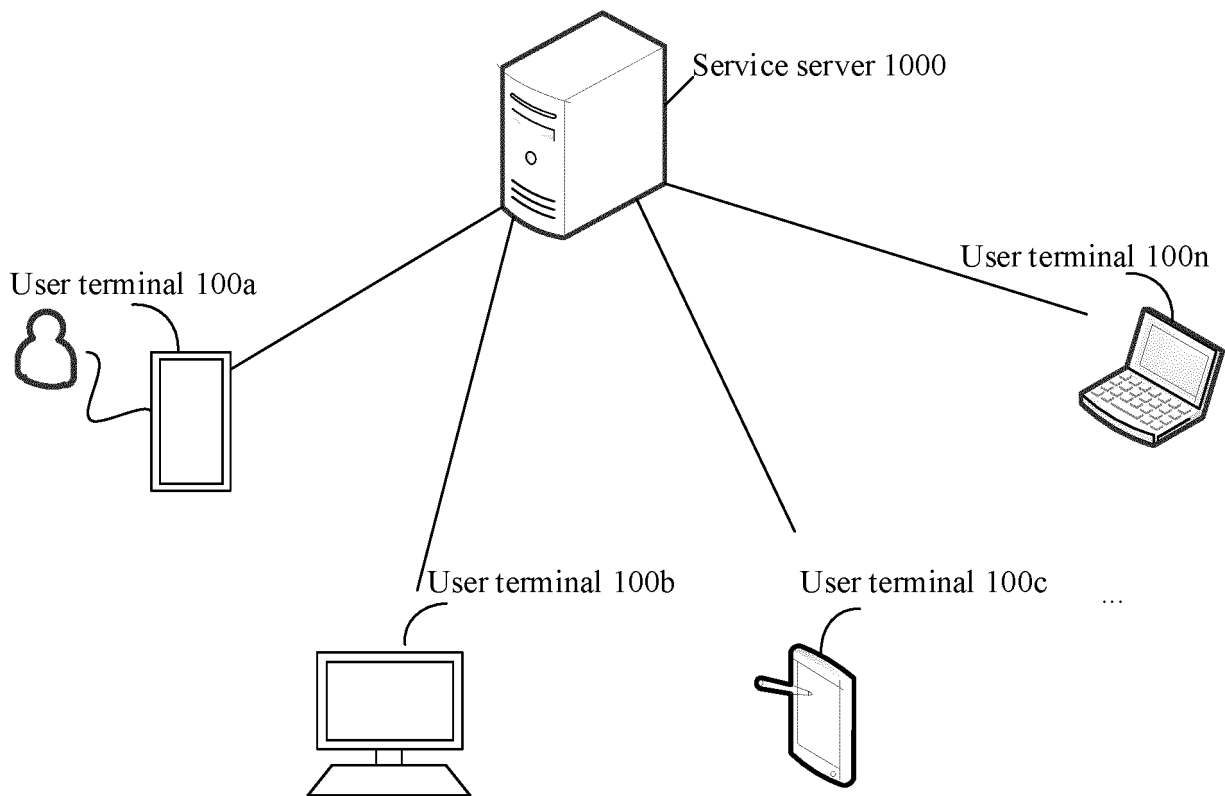 Service server 1000
User terminal 100n
User terminal 100a
User terminal 100b
User terminal 100c
...